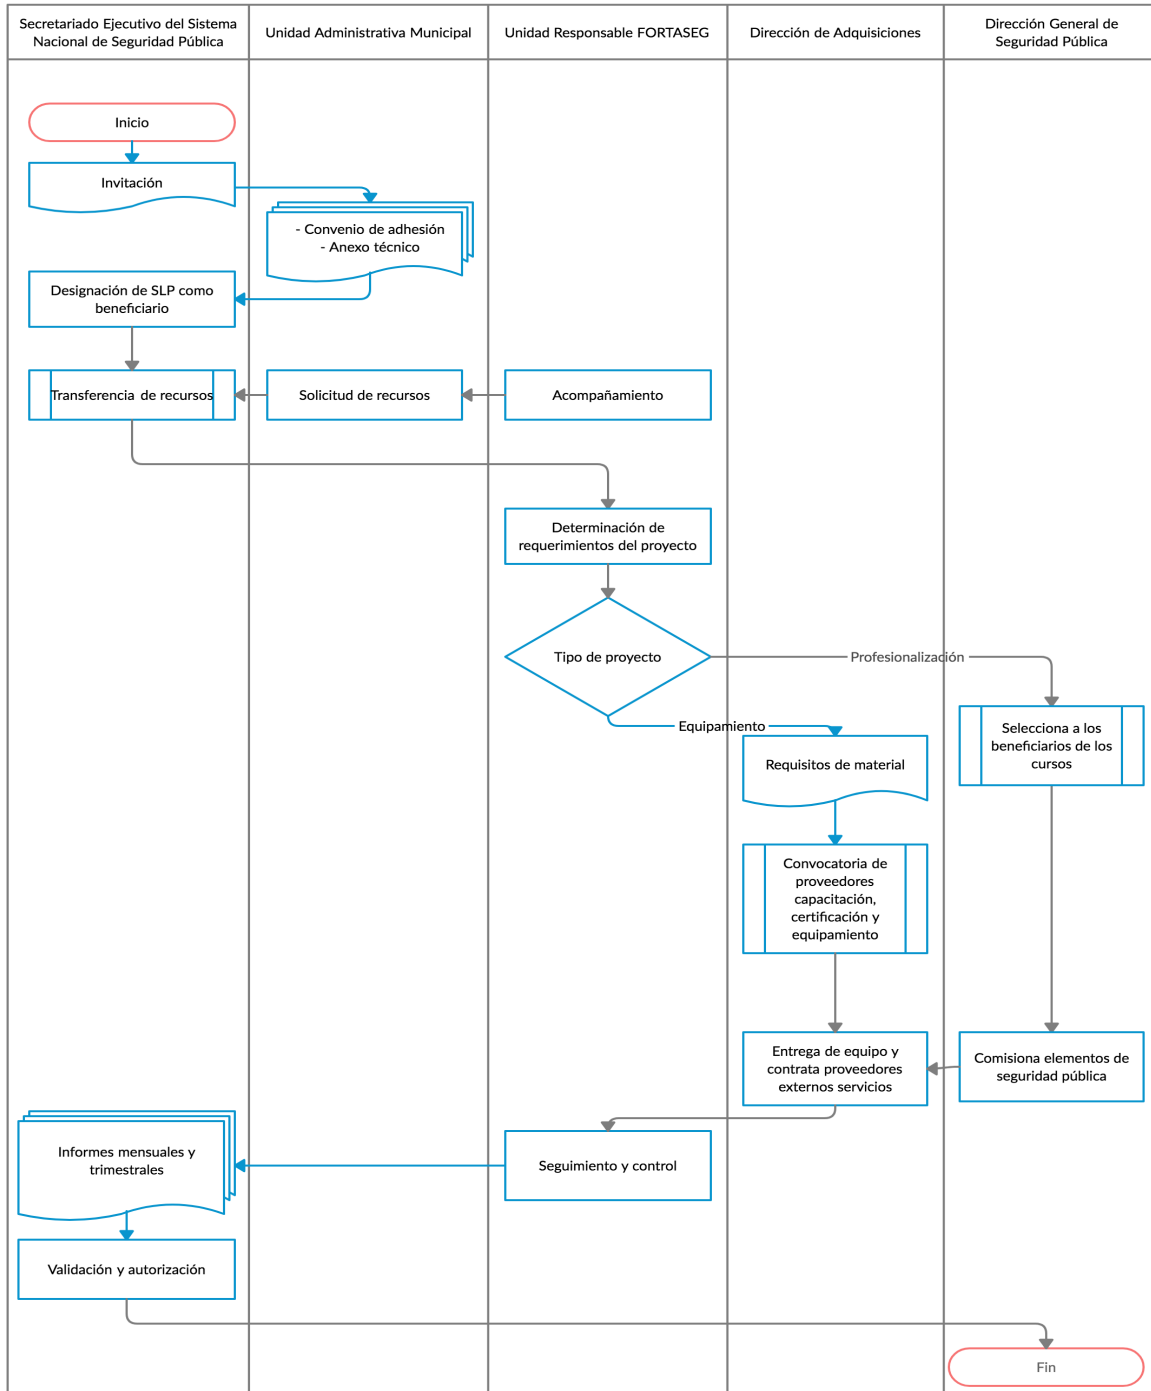 Secretariado Ejecutivo del Sistema
Nacional de Seguridad Pública
Unidad Administrativa Municipal
Unidad Responsable FORTASEG
Dirección de Adquisiciones
Dirección General de
Seguridad Pública
Inicio
Invitación
- Convenio de adhesión
- Anexo técnico
Designación de SLP como
beneficiario
Transferencia de recursos
Solicitud de recursos
Acompañamiento
Determinación de
requerimientos del proyecto
Tipo de proyecto
Profesionalización
Equipamiento
Selecciona a los
beneficiarios de los
cursos
Requisitos de material
Convocatoria de
proveedores
capacitación,
certificación y
equipamiento
Entrega de equipo y
contrata proveedores
externos servicios
Comisiona elementos de
seguridad pública
Informes mensuales y
trimestrales
Seguimiento y control
Validación y autorización
Fin